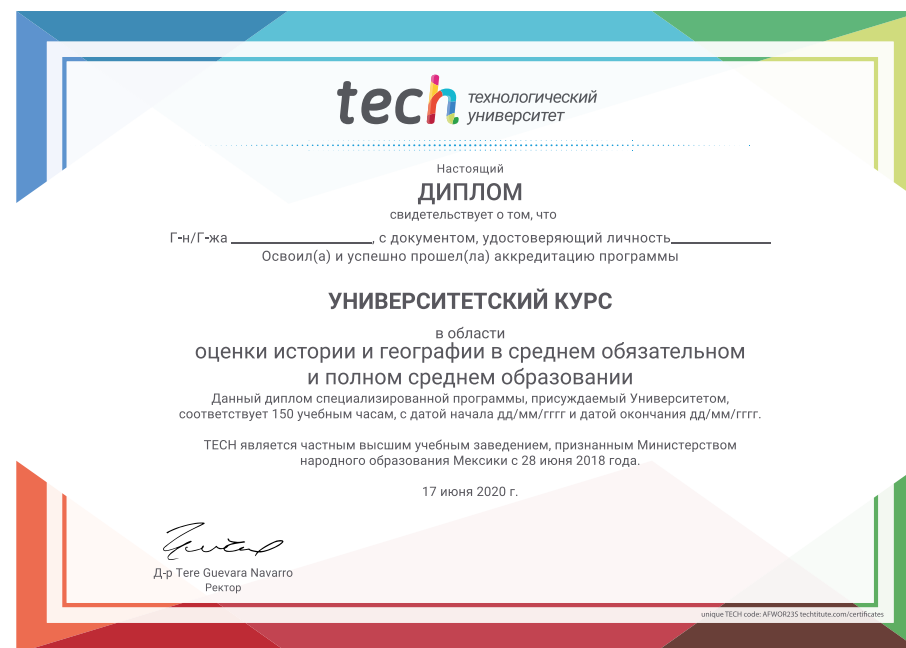 tech технологический
университет
Настоящий
ДИПЛОМ
свидетельствует о том, что
Г-н/Г-жа ____________________, с документом, удостоверяющий личность______________
Освоил(а) и успешно прошел(ла) аккредитацию программы
УНИВЕРСИТЕТСКИЙ КУРС
в области
оценки истории и географии в среднем обязательном
и полном среднем образовании
Данный диплом специализированной программы, присуждаемый Университетом,
соответствует 150 учебным часам, с датой начала дд/мм/гггг и датой окончания дд/мм/гггг.
TECH является частным высшим учебным заведением, признанным Министерством
народного образования Мексики с 28 июня 2018 года.
17 июня 2020 г.
Д-р Tere Guevara Navarro
Ректор
unique TECH code: AFWOR23S techtitute.com/certificates